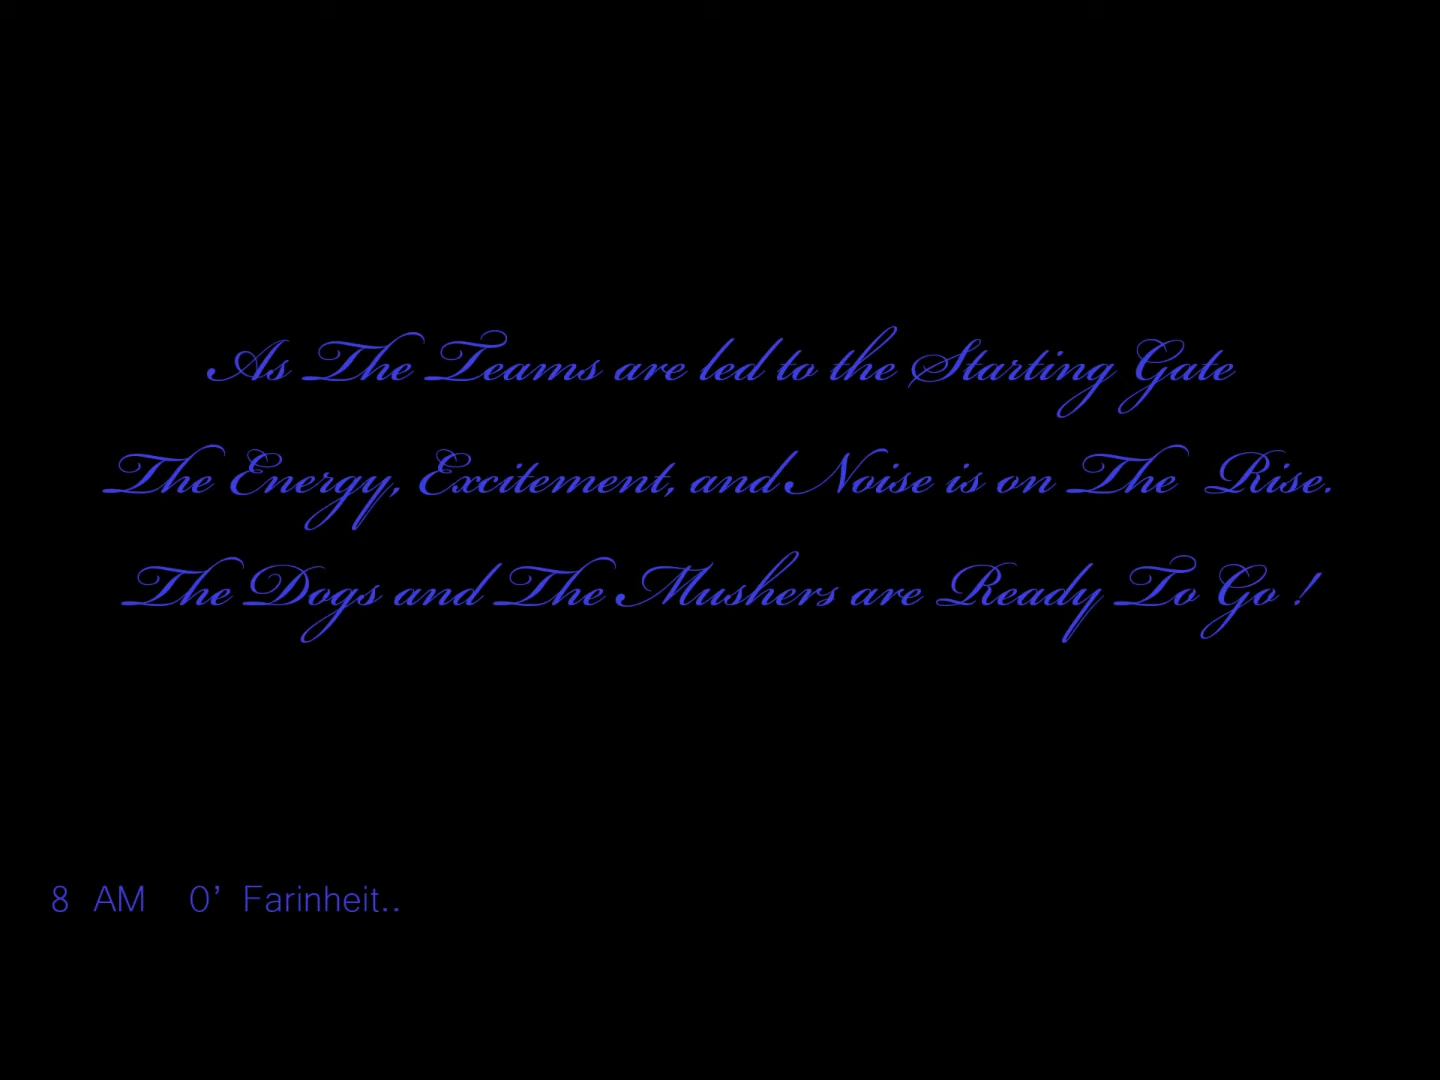 As The Teams are led to the Starting Gate
The Energy, Excitement, and Noise is on The Rise.
The Dogs and The Mushers are Ready To Go !
8 AM 0' Farinheit..